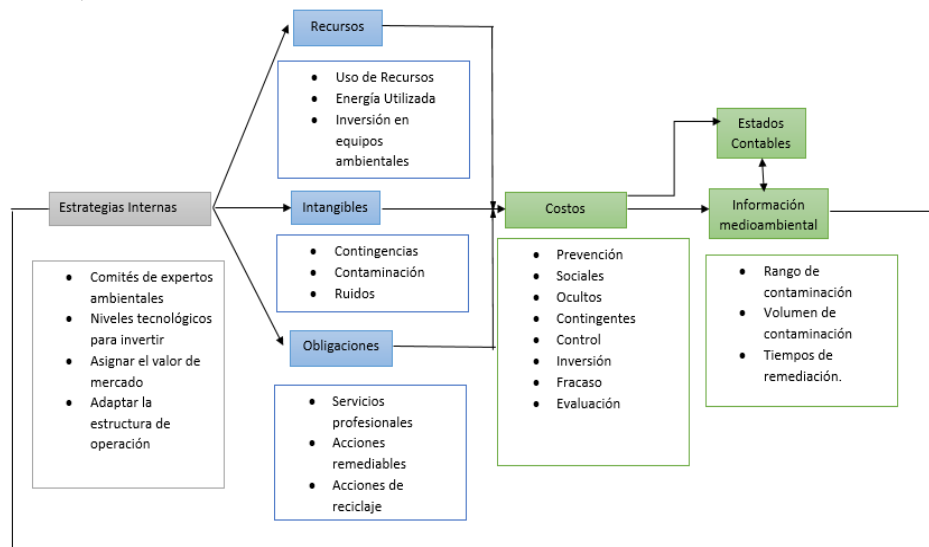 Recursos
• Uso de Recursos
• Energía Utilizada
• Inversión en
equipos
ambientales
Estados
Contables
Estrategias Internas
Intangibles
Costos
Información
medioambiental
• Comités de expertos
ambientales
• Niveles tecnológicos
para invertir
• Asignar el valor de
mercado
• Adaptar la
estructura de
operación
• Contingencias
• Contaminación
• Ruidos
Obligaciones
• Servicios
profesionales
• Acciones
remediables
• Acciones de
reciclaje
• Prevención
• Sociales
• Ocultos
• Contingentes
• Control
• Inversión
• Fracaso
• Evaluación
• Rango de
contaminación
• Volumen de
contaminación
• Tiempos de
remediación.